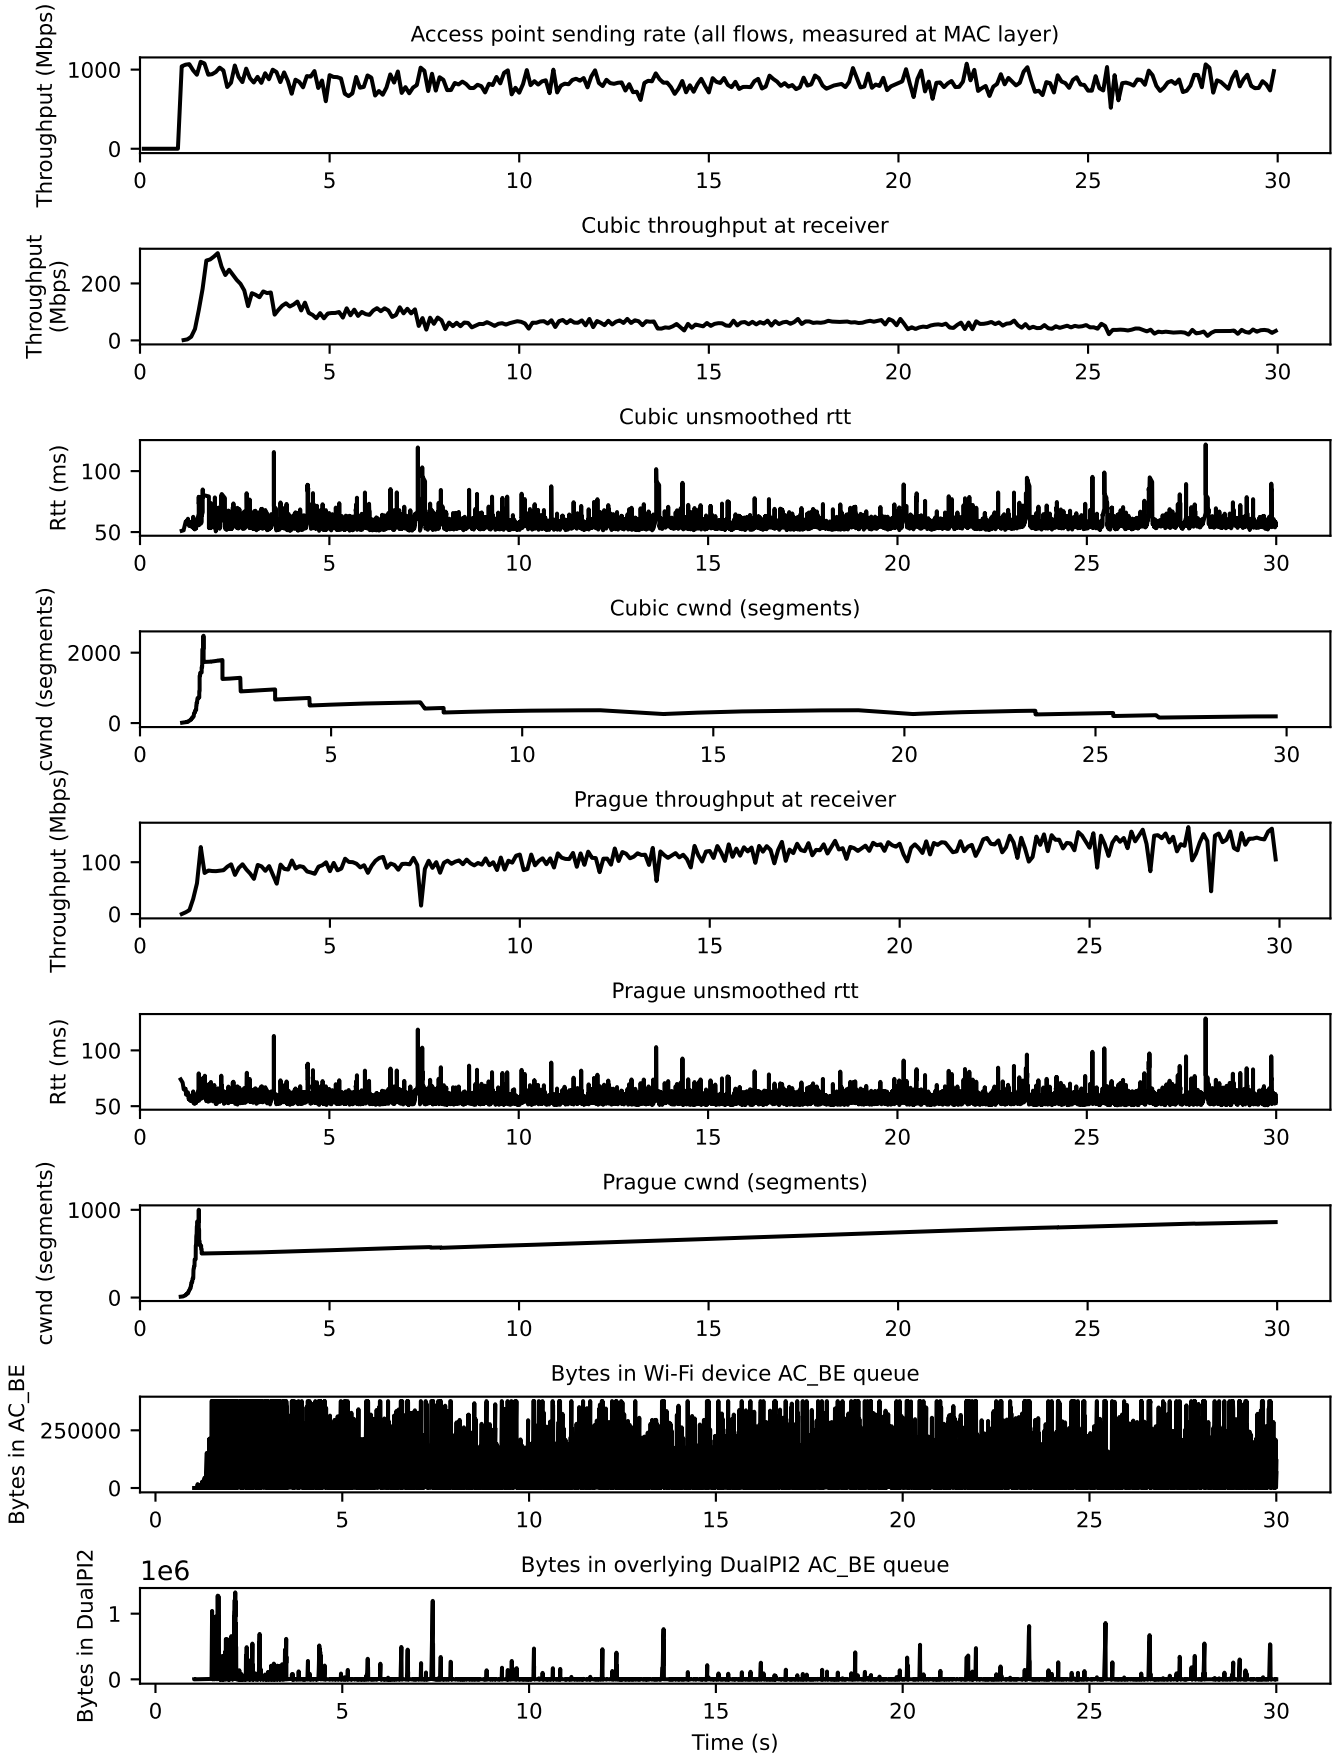 Access point sending rate (all flows, measured at MAC layer)
Throughput (Mbps)
1000
0
0 5 10 15 20 25 30
Cubic throughput at receiver
Throughput
(Mbps)
200
0
0 5 10 15 20 25 30
Cubic unsmoothed rtt
Rtt (ms)
100
50
0 5 10 15 20 25 30
Cubic cwnd (segments)
cwnd (segments)
2000
0
0 5 10 15 20 25 30
Prague throughput at receiver
Throughput (Mbps)
100
0
0 5 10 15 20 25 30
Prague unsmoothed rtt
Rtt (ms)
100
50
0 5 10 15 20 25 30
Prague cwnd (segments)
cwnd (segments)
1000
0
0 5 10 15 20 25 30
Bytes in Wi-Fi device AC_BE queue
Bytes in AC_BE
250000
0
0 5 10 15 20 25 30
1e6
Bytes in overlying DualPI2 AC_BE queue
Bytes in DualPI2
1
0
0 5 10 15 20 25 30
Time (s)